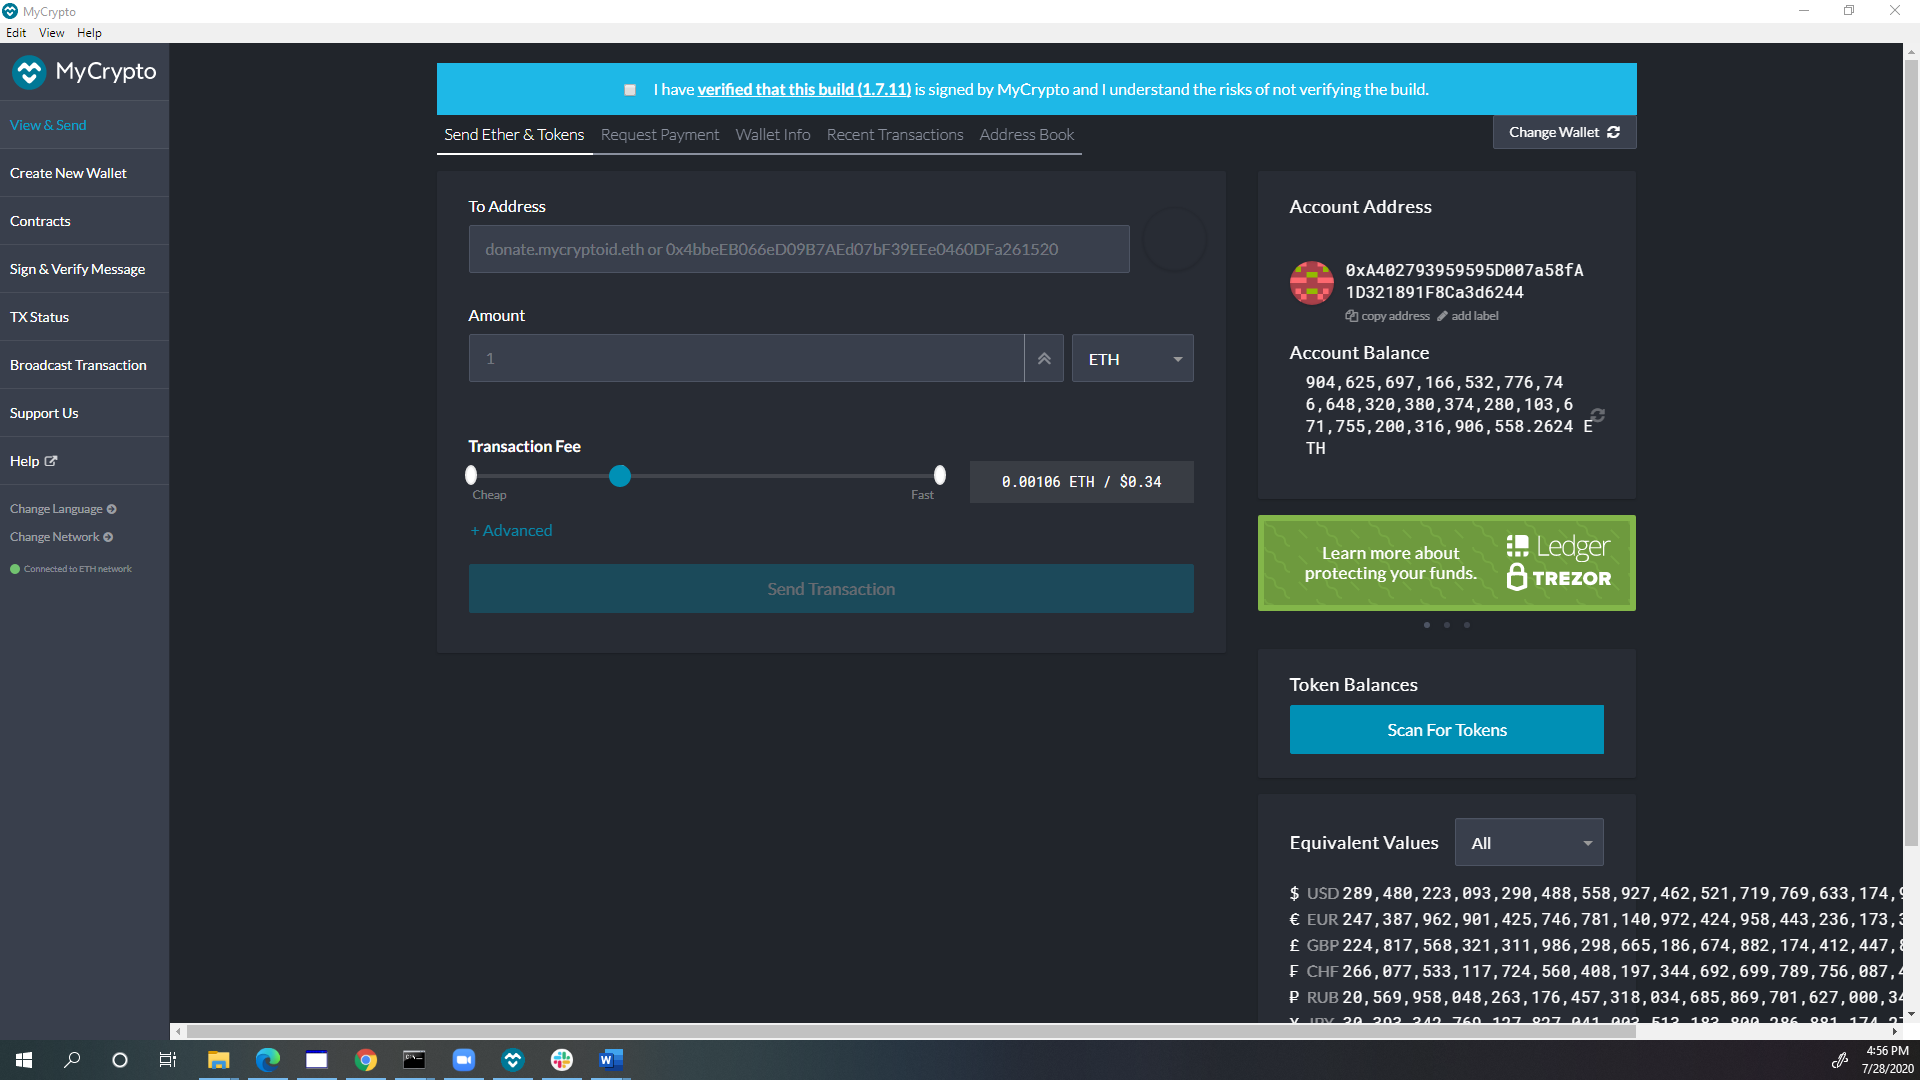 MyCrypto
Edit View Help
MyCrypto
View & Send
Create New Wallet
Contracts
Sign & Verify Message
TX Status
Broadcast Transaction
Support Us
Help
Change Language
Change Network
Connected to ETH network
I have verified that this build (1.7.11) is signed by MyCrypto and I understand the risks of not verifying the build.
Send Ether & Tokens Request Payment Wallet Info Recent Transactions Address Book
Change Wallet
To Address
donate.mycryptoid.eth or 0x4bbeEB066eD09B7AEd07bF39EEe0460DFa261520
Amount
1
ETH
Transaction Fee
Cheap
Fast
0.00106 ETH / $0.34
+ Advanced
Send Transaction
Account Address
0xA402793959595D007a58fA
1D321891F8Ca3d6244
copy address add label
Account Balance
904,625,697,166,532,776,74
6,648,320,380,374,280,103,6
71,755,200,316,906,558.2624 E
TH
Learn more about
protecting your funds.
Ledger
TREZOR
Token Balances
Scan For Tokens
Equivalent Values
All
$ USD 289,480,223,093,290,488,558,927,462,521,719,769,633,174,9
€ EUR 247,387,962,901,425,746,781,140,972,424,958,443,236,173,3
£ GBP 224,817,568,321,311,986,298,665,186,674,882,174,412,447,8
₣ CHF 266,077,533,117,724,560,408,197,344,692,699,789,756,087,4
₽ RUB 20,569,958,048,263,176,457,318,034,685,869,701,627,000,34
4:56 PM
7/28/2020